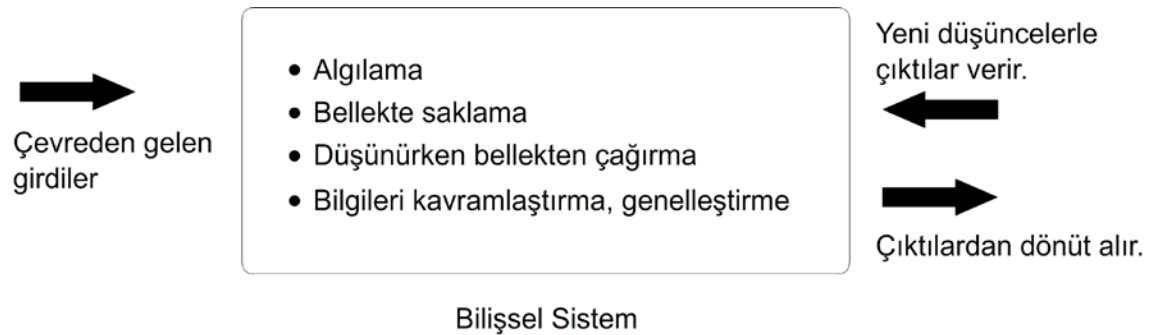 Çevreden gelen
girdiler
• Algılama
• Bellekte saklama
• Düşünürken bellekten çağırma
• Bilgileri kavramlaştırma, genelleştirme
Yeni düşüncelerle
çıktılar verir.
Çıktılardan dönüt alır.
Bilişsel Sistem